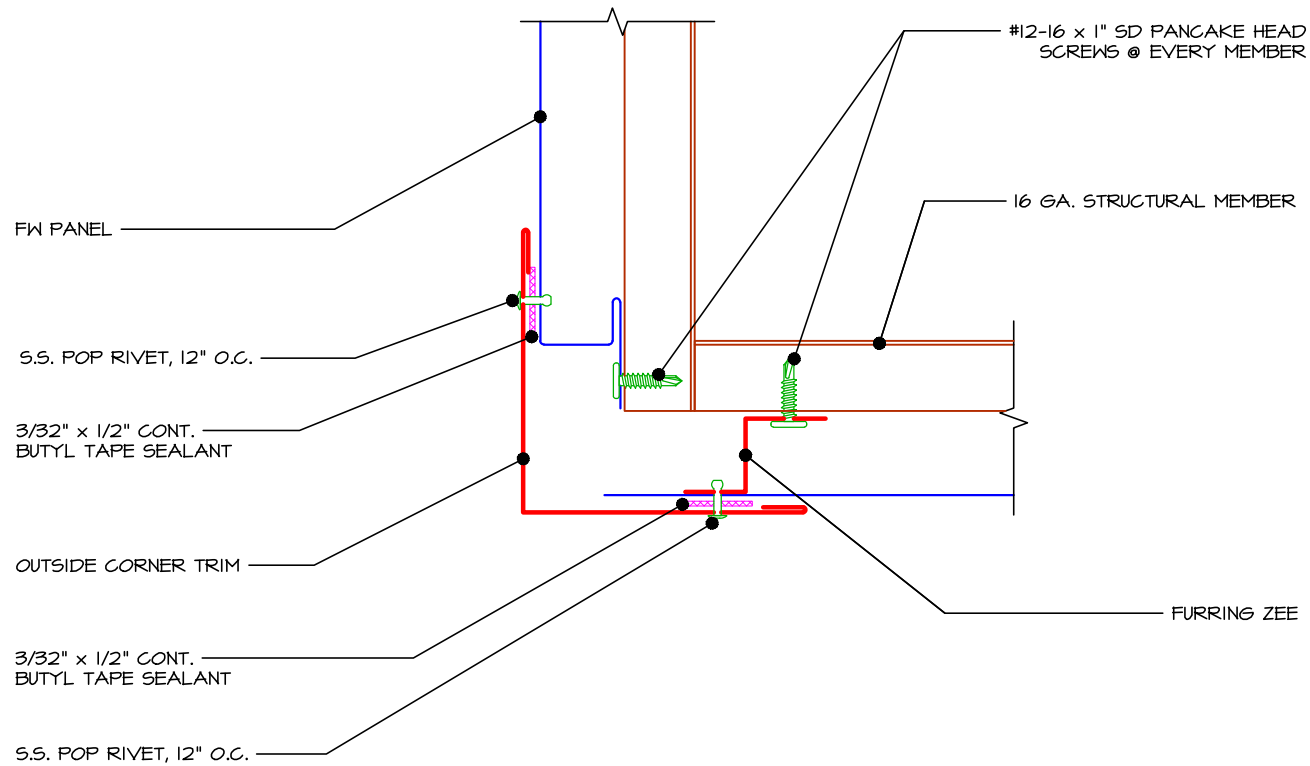 #12-16 x 1" SD PANCAKE HEAD
SCREWS @ EVERY MEMBER
16 GA. STRUCTURAL MEMBER
FW PANEL
S.S. POP RIVET, 12" O.C.
3/32" x 1/2" CONT.
BUTYL TAPE SEALANT
OUTSIDE CORNER TRIM
FURRING ZEE
3/32" x 1/2" CONT.
BUTYL TAPE SEALANT
S.S. POP RIVET, 12" O.C.